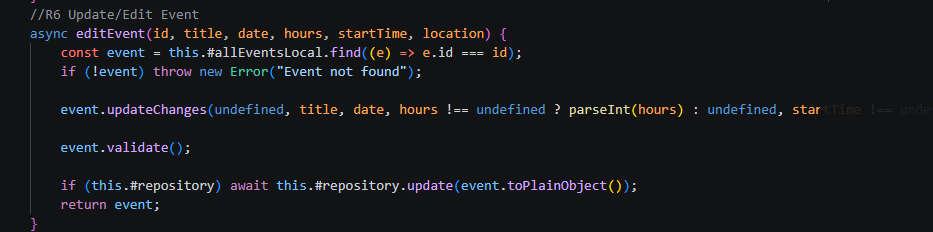 }
//R6 Update/Edit Event
async editEvent(id, title, date, hours, startTime, location) {
const event = this.#allEventsLocal.find((e) => e.id === id);
if (!event) throw new Error("Event not found");
event.updateChanges(undefined, title, date, hours !== undefined ? parseInt(hours) : undefined, startTime !== unde
event.validate();
if (this.#repository) await this.#repository.update(event.toPlainObject());
return event;
}